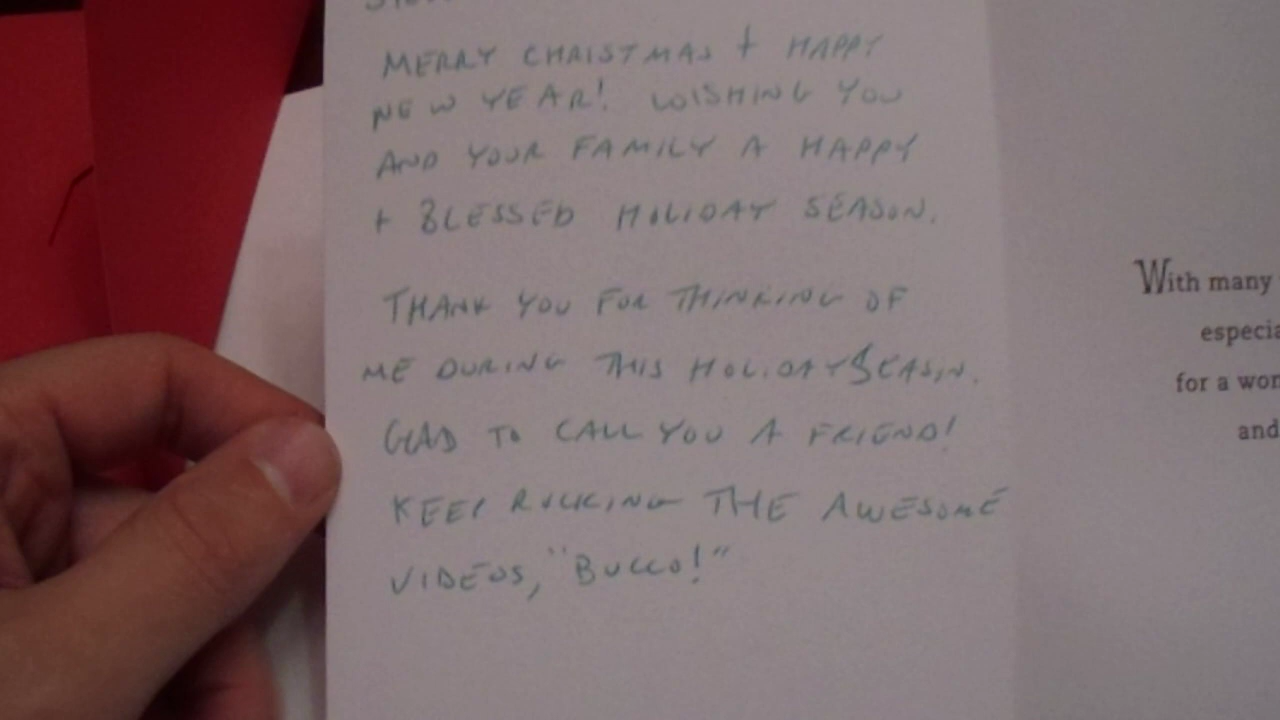 MERRY CHRISTMAS + HAPPY
NEW YEAR! WISHING YOU
AND YOUR FAMILY A HAPPY
+ BLESSED HOLIDAY SEASON.
THANK YOU FOR THINKING OF
ME DURING THIS HOLIDAY SEASON.
GLAD TO CALL YOU A FRIEND!
KEEP ROCKING THE AWESOME
VIDEOS, "BUCCO!"
With many
especia
for a won
and